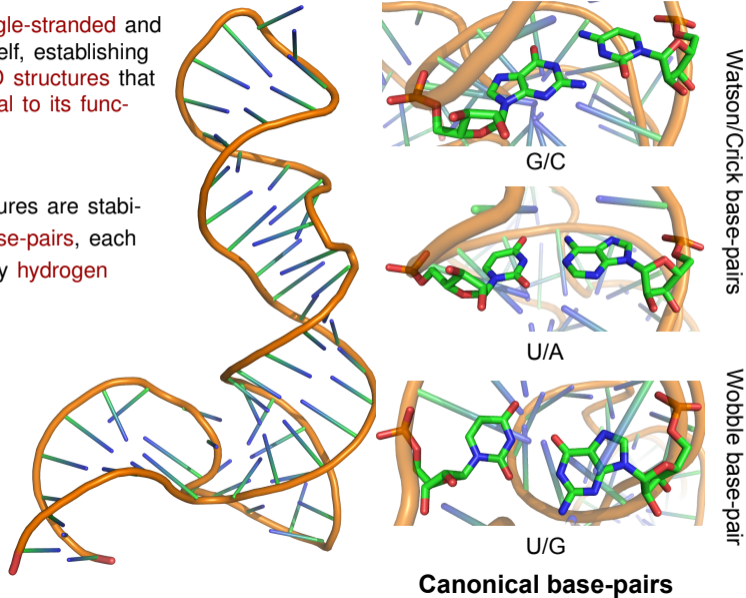 gle-stranded and
elf, establishing
structures that
al to its func-
ures are stabi-
se-pairs, each
y hydrogen
G/C
U/A
U/G
Watson/Crick base-pairs
Wobble base-pair
Canonical base-pairs